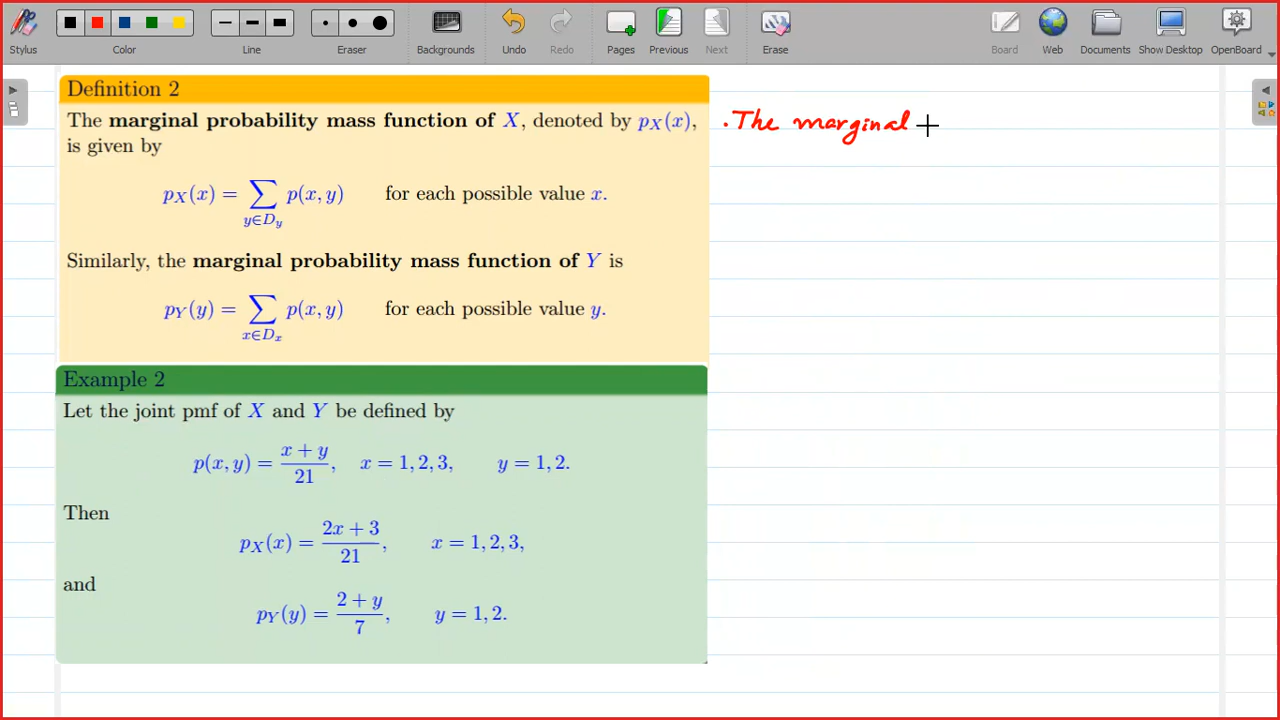 Stylus Color Line Eraser Backgrounds Undo Redo Pages Previous Next Erase Board Web Documents Show Desktop OpenBoard
Definition 2
The marginal probability mass function of X, denoted by p_X(x),
is given by
p_X(x) = ∑_{y∈D_y} p(x, y) for each possible value x.
Similarly, the marginal probability mass function of Y is
p_Y(y) = ∑_{x∈D_x} p(x, y) for each possible value y.
Example 2
Let the joint pmf of X and Y be defined by
p(x, y) = (x + y)/21, x = 1, 2, 3, y = 1, 2.
Then
p_X(x) = (2x + 3)/21, x = 1, 2, 3,
and
p_Y(y) = (2 + y)/7, y = 1, 2.
. The marginal